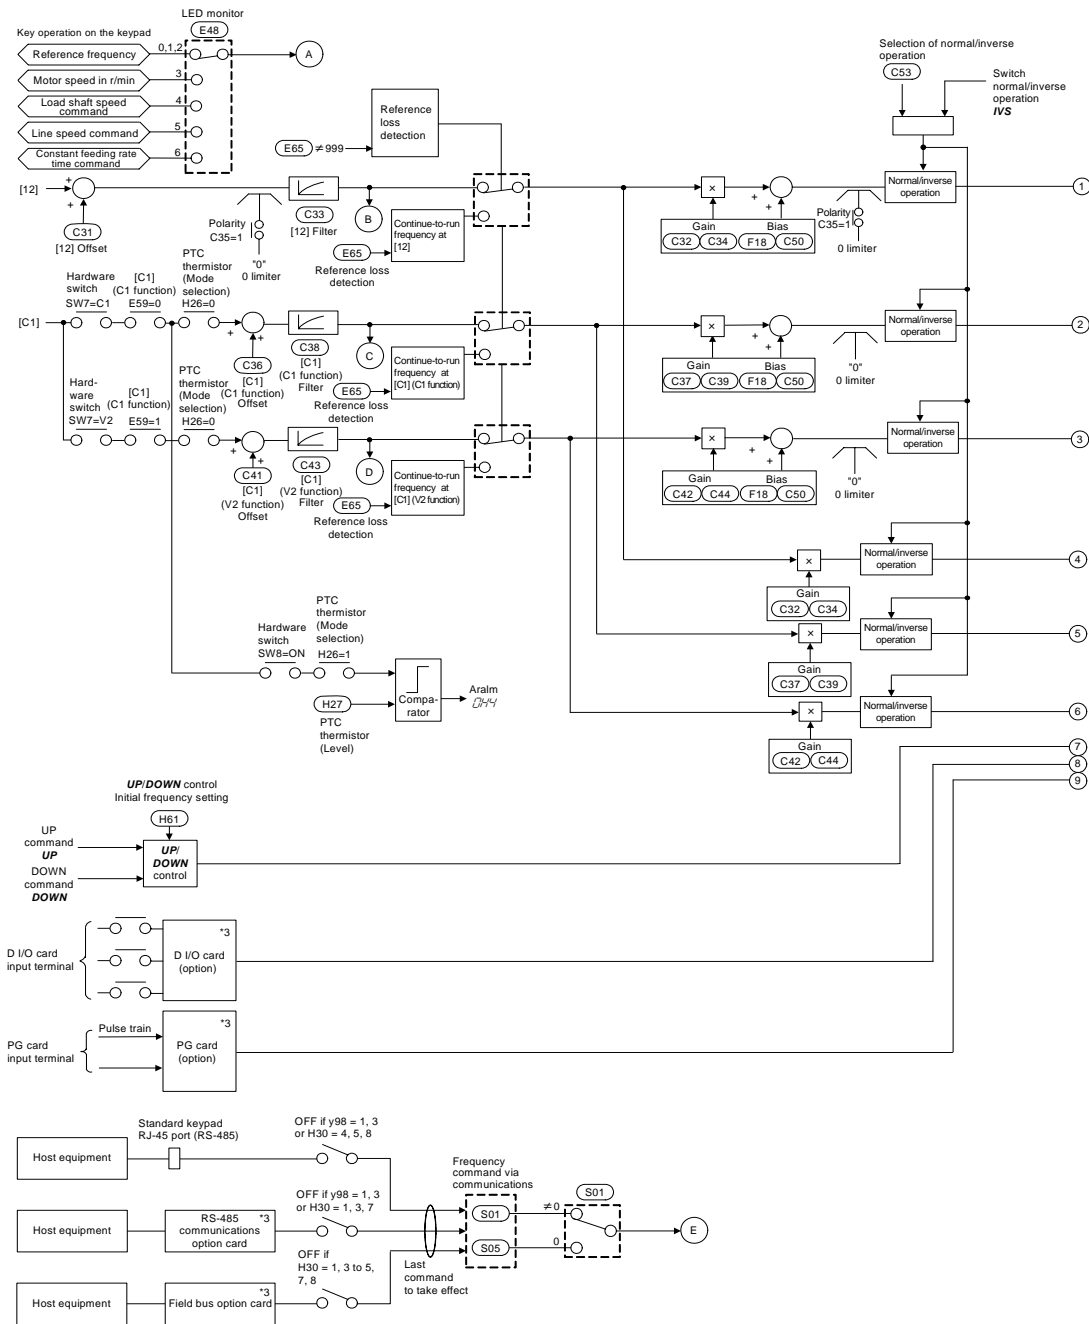 LED monitor
E48
Key operation on the keypad
Reference frequency
0,1,2
A
Motor speed in r/min
3
Load shaft speed
command
4
Line speed command
5
Constant feeding rate
time command
6
Selection of normal/inverse
operation
C53
Switch
normal/inverse
operation
IVS
Reference
loss
detection
E65 ≠999
[12]
+
+
C31
[12] Offset
Polarity
C35=1
"0"
0 limiter
C33
[12] Filter
B
E65
Reference loss
detection
Continue-to-run
frequency at
[12]
×
Gain
C32 C34
+
+
Bias
F18 C50
Polarity
C35=1
0 limiter
Normal/inverse
operation
1
[C1]
Hardware
switch
SW7=C1
[C1]
(C1 function)
E59=0
PTC
thermistor
(Mode
selection)
H26=0
+
+
C36
[C1]
(C1 function)
Offset
C38
[C1]
(C1 function)
Filter
C
E65
Reference loss
detection
Continue-to-run
frequency at
[C1] (C1 function)
×
Gain
C37 C39
+
Bias
F18 C50
"0"
0 limiter
Normal/inverse
operation
2
Hard-
ware
switch
SW7=V2
[C1]
(C1 function)
E59=1
PTC
thermistor
(Mode
selection)
H26=0
+
+
C41
[C1]
(V2 function)
Offset
C43
[C1]
(V2 function)
Filter
D
E65
Reference loss
detection
Continue-to-run
frequency at
[C1] (V2 function)
×
Gain
C42 C44
+
+
Bias
F18 C50
"0"
0 limiter
Normal/inverse
operation
3
×
Gain
C32 C34
Normal/inverse
operation
4
×
Gain
C37 C39
Normal/inverse
operation
5
×
Gain
C42 C44
Normal/inverse
operation
6
Hardware
switch
SW8=ON
PTC
thermistor
(Mode
selection)
H26=1
H27
PTC
thermistor
(Level)
Compa-
rator
Aralm
0H4
7
8
9
UP/DOWN control
Initial frequency setting
H61
UP
command
UP
DOWN
command
DOWN
UP/
DOWN
control
D I/O card
input terminal
*3
D I/O card
(option)
PG card
input terminal
Pulse train
*3
PG card
(option)
Host equipment
Standard keypad
RJ-45 port (RS-485)
OFF if y98 = 1, 3
or H30 = 4, 5, 8
Host equipment
RS-485 *3
communications
option card
OFF if y98 = 1, 3
or H30 = 1, 3, 7
Host equipment
*3
Field bus option card
OFF if
H30 = 1, 3 to 5,
7, 8
Last
command
to take effect
Frequency
command via
communications
S01
S05
S01
≠0
0
E